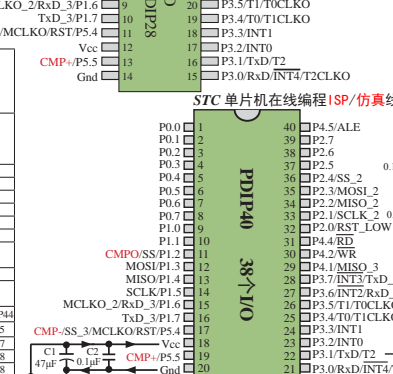 CLKO_2/RxD_3/P1.6 9 20 P3.5/T1/T0CLKO
TxD_3/P1.7 10 19 P3.4/T0/T1CLKO
/MCLKO/RST/P5.4 11 18 P3.3/INT1
Vcc 12 17 P3.2/INT0
CMP+/P5.5 13 16 P3.1/TxD/T2
Gnd 14 15 P3.0/RxD/INT4/T2CLKO
PDIP28
STC 单片机在线编程ISP/仿真线
P0.0 1 40 P4.5/ALE
P0.1 2 39 P2.7
P0.2 3 38 P2.6
P0.3 4 37 P2.5
P0.4 5 36 P2.4/SS_2
P0.5 6 35 P2.3/MOSI_2
P0.6 7 34 P2.2/MISO_2
P0.7 8 33 P2.1/SCLK_2
P1.0 9 32 P2.0/RST_LOW
P1.1 10 31 P4.4/RD
CMPO/SS/P1.2 11 30 P4.2/WR
MOSI/P1.3 12 29 P4.1/MISO_3
MISO/P1.4 13 28 P3.7/INT3/TxD_
SCLK/P1.5 14 27 P3.6/INT2/RxD_
MCLKO_2/RxD_3/P1.6 15 26 P3.5/T1/T0CLKO
TxD_3/P1.7 16 25 P3.4/T0/T1CLKO
CMP-/SS_3/MCLKO/RST/P5.4 17 24 P3.3/INT1
Vcc 18 23 P3.2/INT0
CMP+/P5.5 19 22 P3.1/TxD/T2
Gnd 20 21 P3.0/RxD/INT4/
PDIP40 38个I/O
C1 C2
47μF 0.1μF
P44